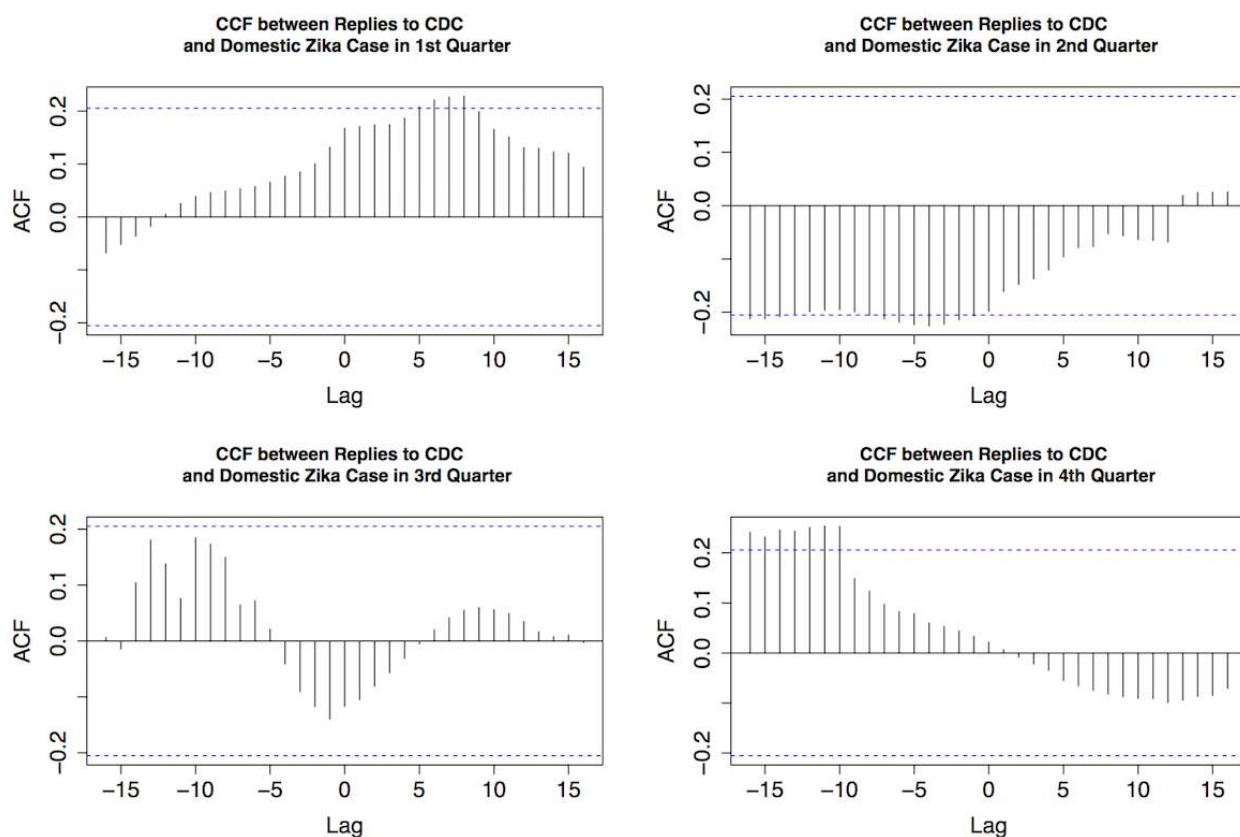 CCF between Replies to CDC
and Domestic Zika Case in 1st Quarter
ACF
0.2
0.1
0.0
-0.2
-15 -10 -5 0 5 10 15
Lag
CCF between Replies to CDC
and Domestic Zika Case in 2nd Quarter
ACF
0.2
0.1
0.0
-0.2
-15 -10 -5 0 5 10 15
Lag
CCF between Replies to CDC
and Domestic Zika Case in 3rd Quarter
ACF
0.2
0.1
0.0
-0.2
-15 -10 -5 0 5 10 15
Lag
CCF between Replies to CDC
and Domestic Zika Case in 4th Quarter
ACF
0.2
0.1
0.0
-0.2
-15 -10 -5 0 5 10 15
Lag